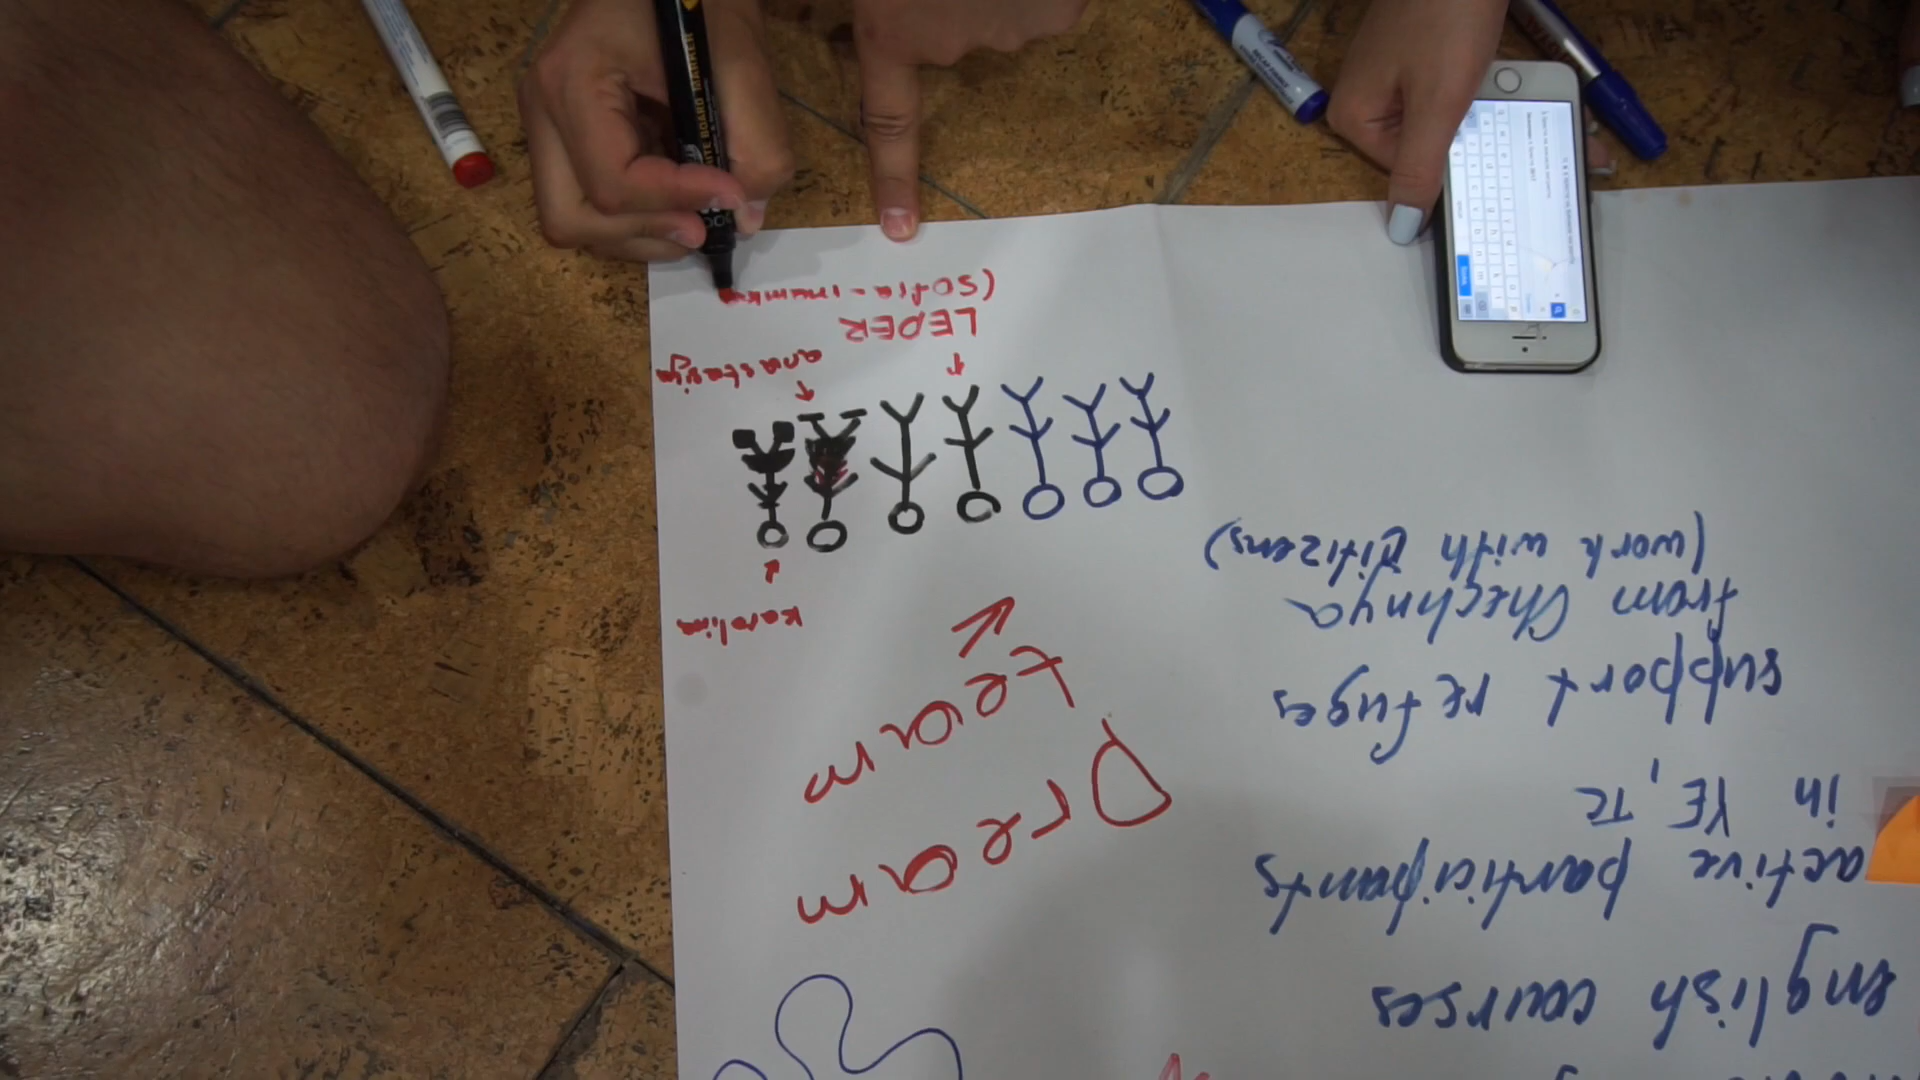 english courses
active participants
in YE, TC
support refuges
from Chechnya
(work with Citizens)
Dream
team
karolina
anastasija
LEDER
(Sofia-